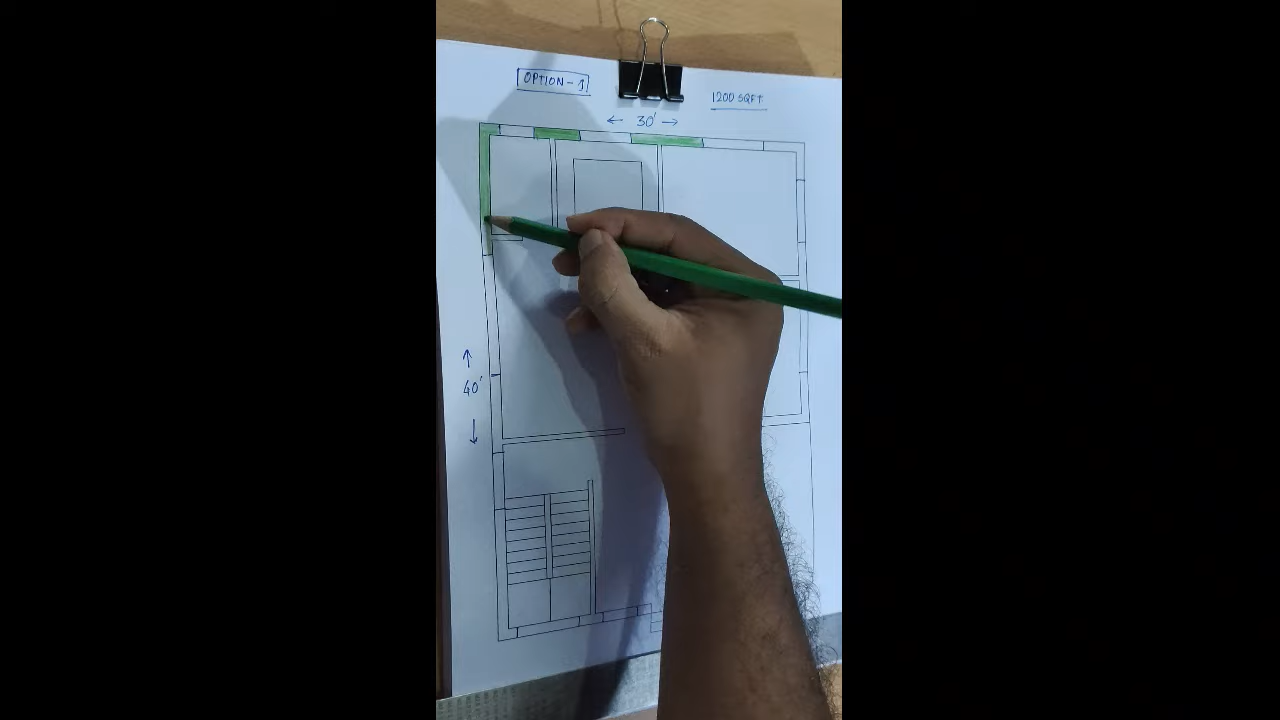 OPTION - 1
1200 SQFT
← 30' →
↑
40'
↓